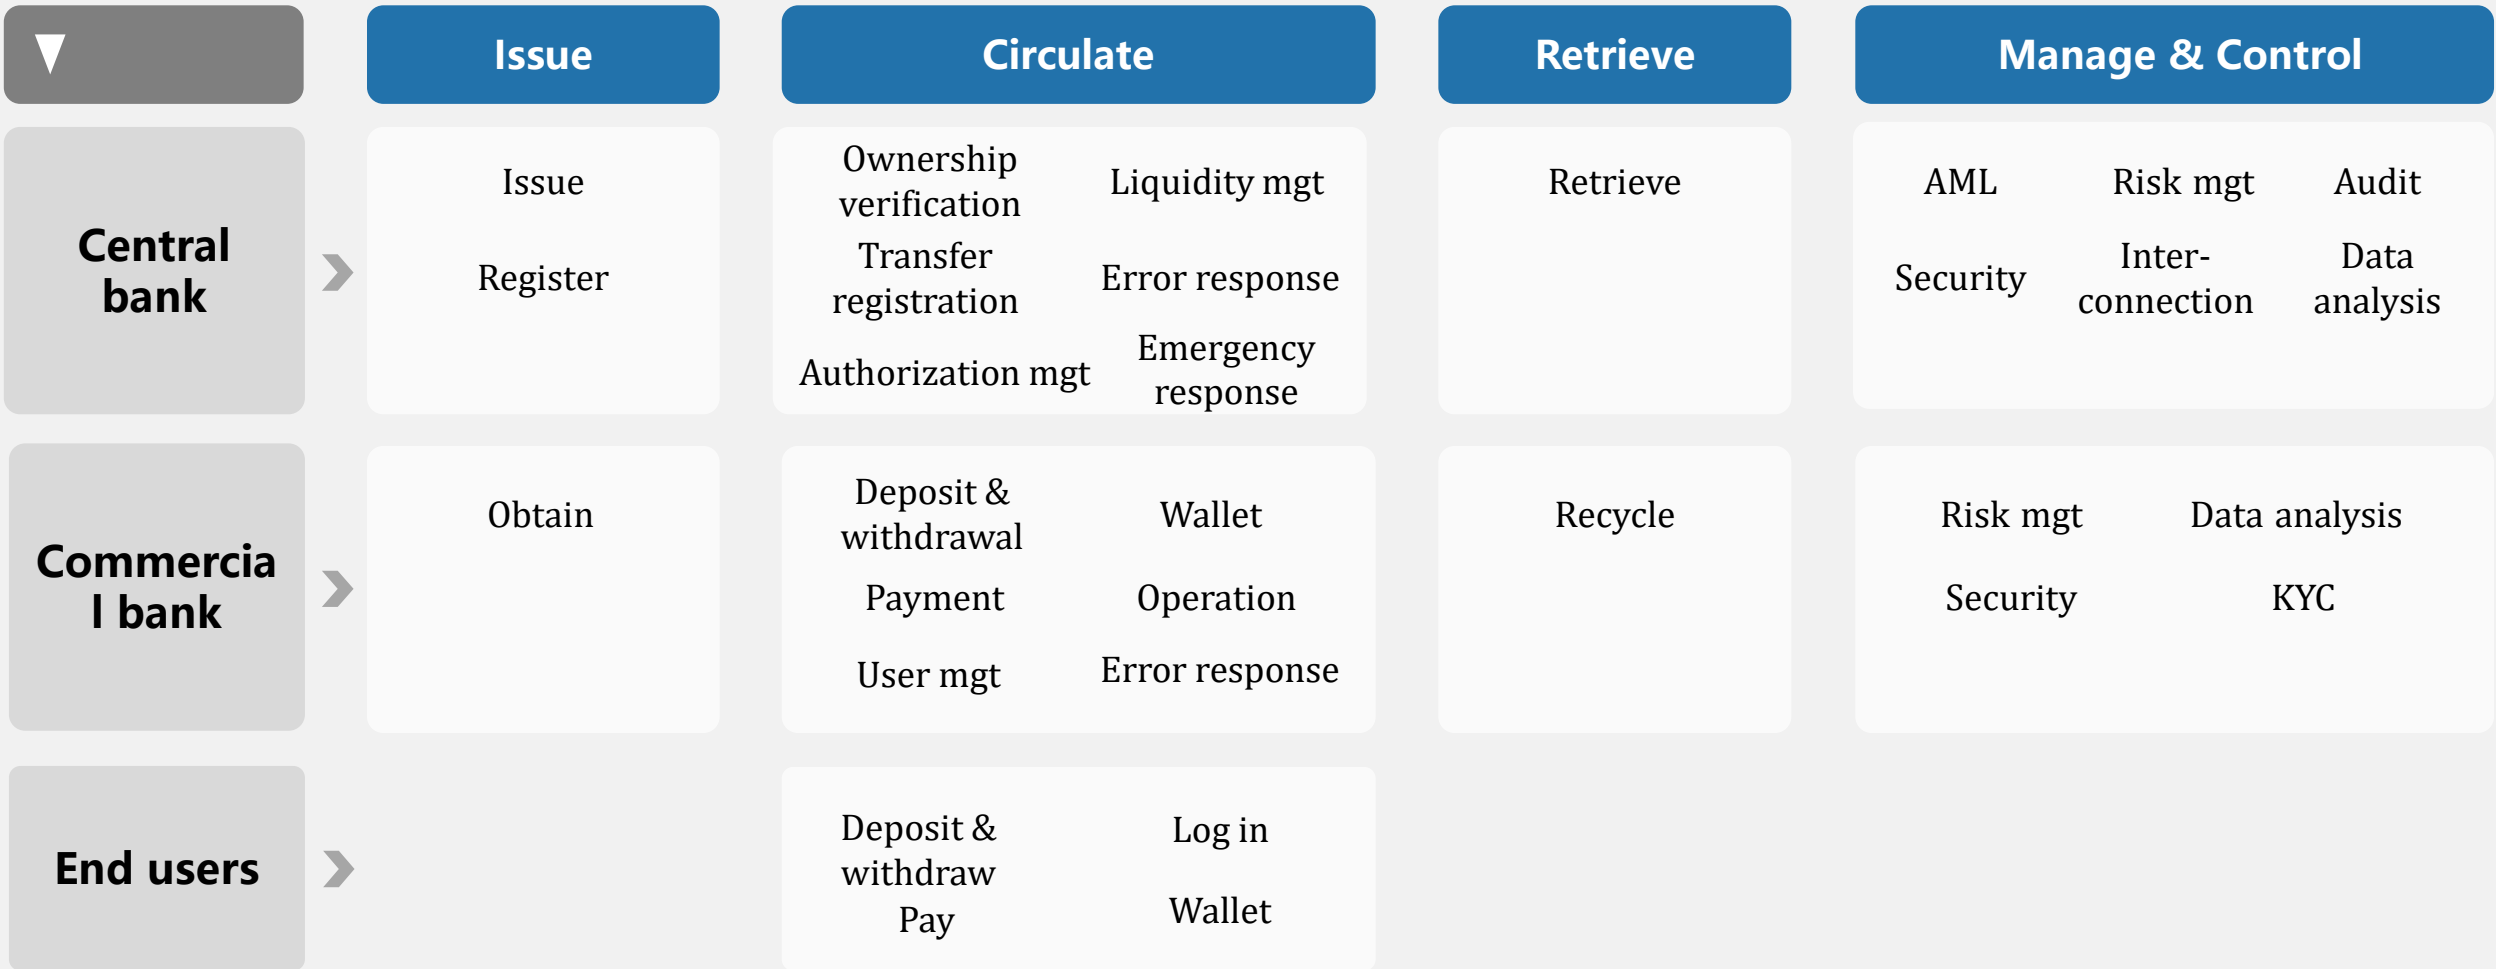 Issue
Circulate
Retrieve
Manage & Control
Central
bank
Issue
Register
Ownership
verification
Liquidity mgt
Transfer
registration
Error response
Authorization mgt
Emergency
response
Retrieve
AML
Risk mgt
Audit
Security
Inter-
connection
Data
analysis
Commercia
l bank
Obtain
Deposit &
withdrawal
Wallet
Payment
Operation
User mgt
Error response
Recycle
Risk mgt
Data analysis
Security
KYC
End users
Deposit &
withdraw
Log in
Pay
Wallet